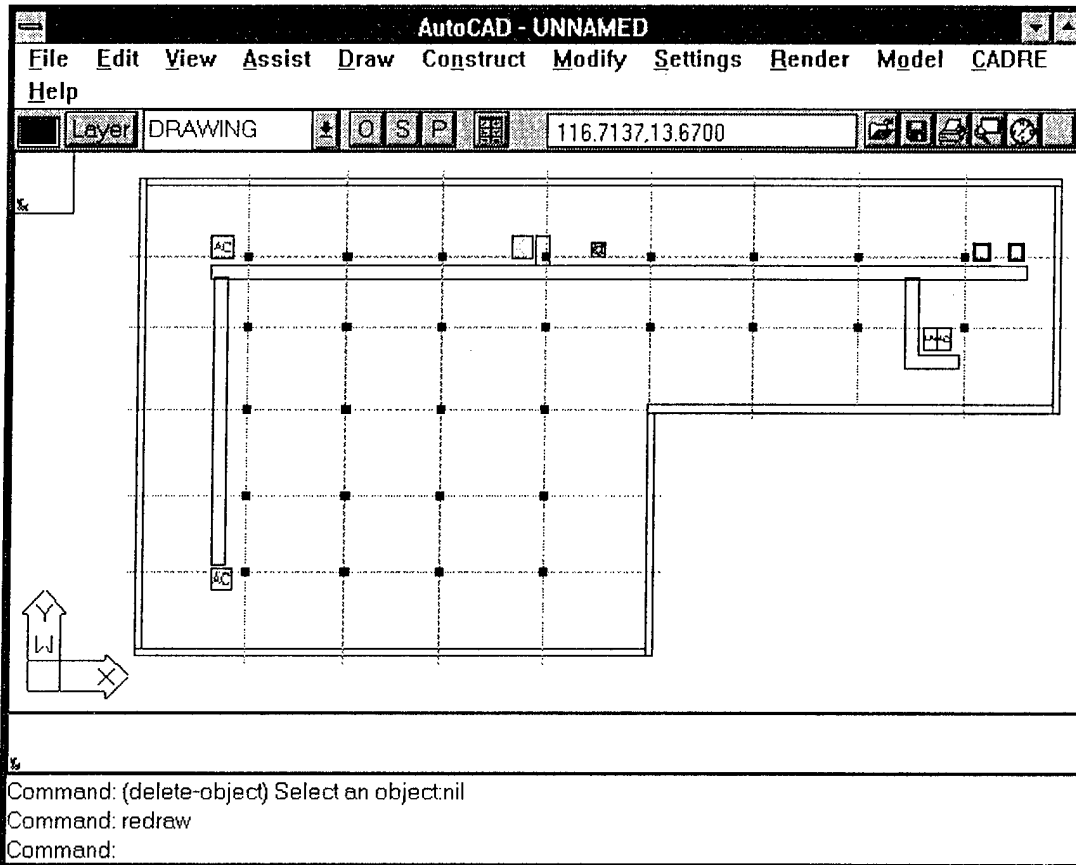 AutoCAD - UNNAMED
File Edit View Assist Draw Construct Modify Settings Render Model CADRE
Help
Layer DRAWING O S P 116.7137,13.6700
AC
AC
Y
W
X
Command: (delete-object) Select an object:nil
Command: redraw
Command: